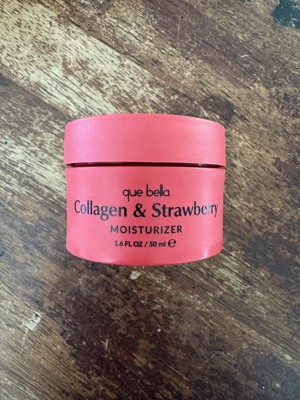 que bella
Collagen & Strawberry
MOISTURIZER
1.6 FL OZ / 50 ml ℮